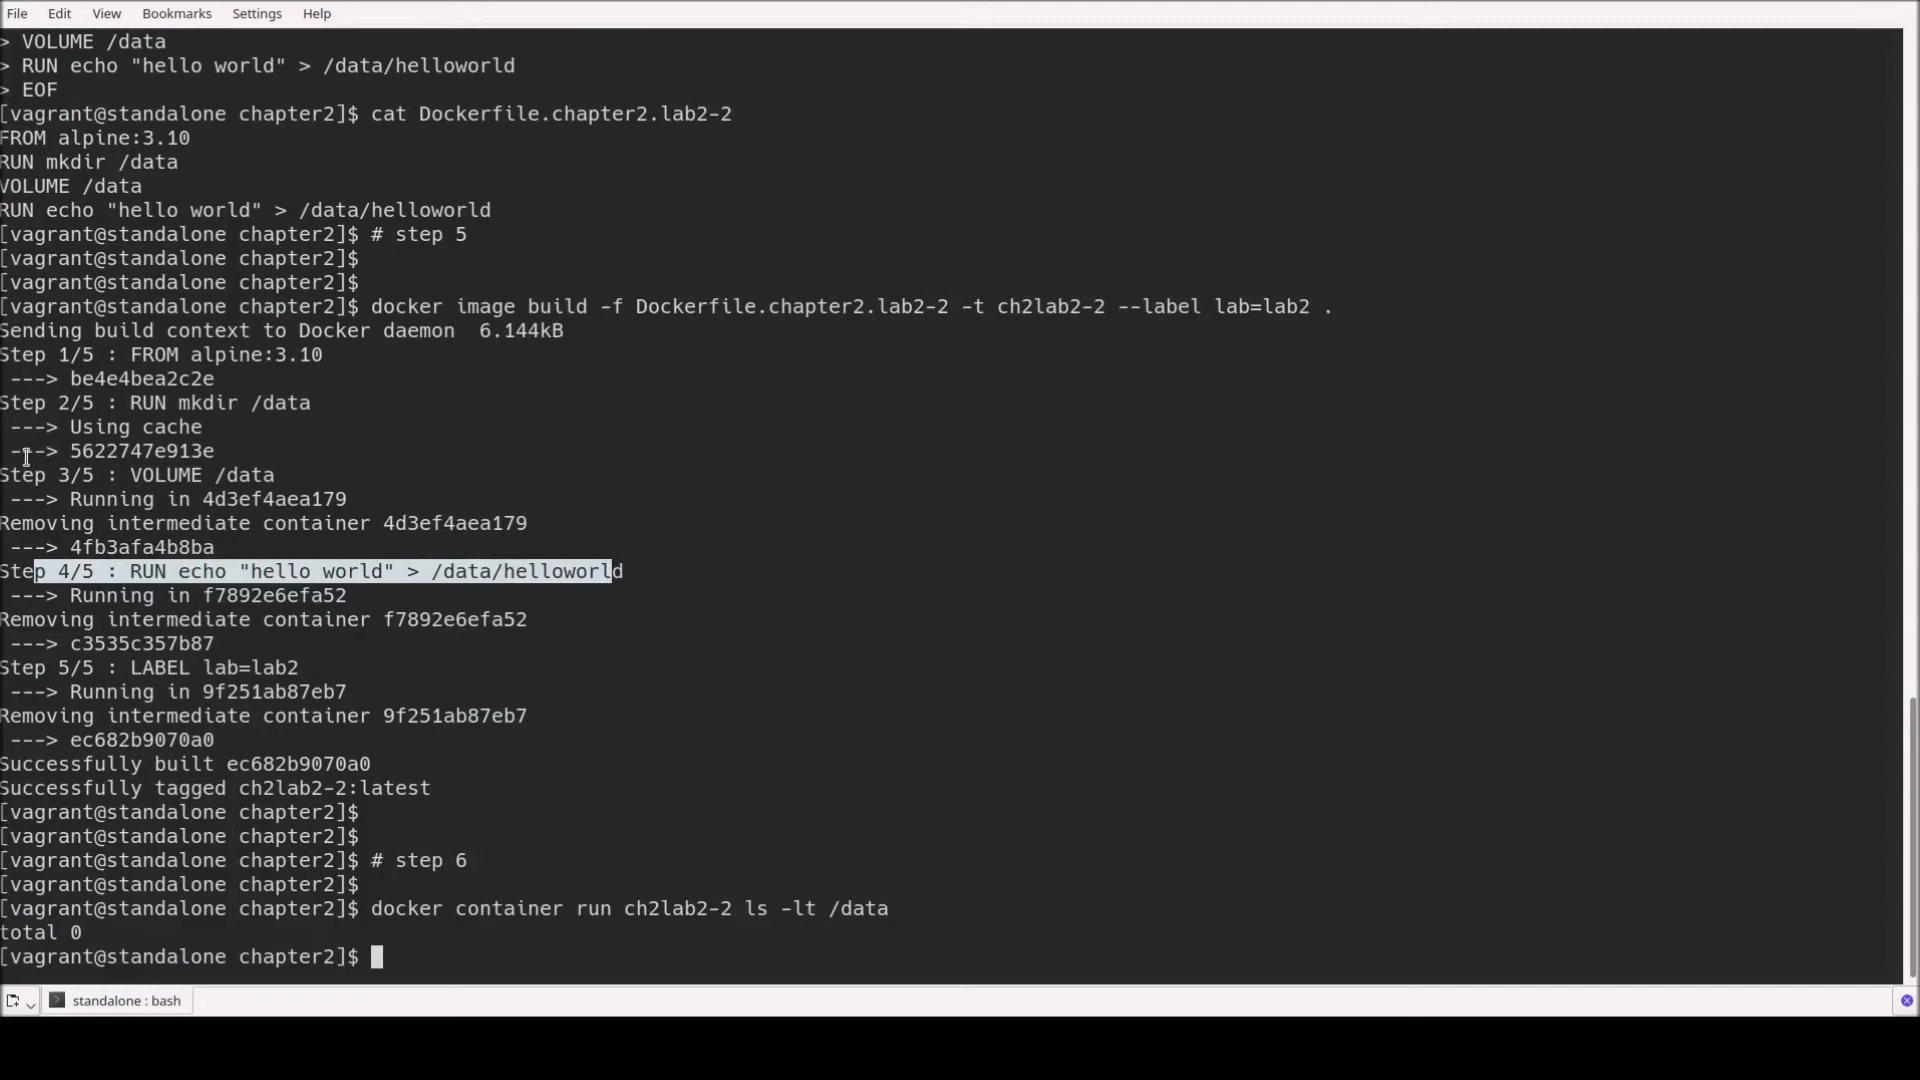 File Edit View Bookmarks Settings Help
> VOLUME /data
> RUN echo "hello world" > /data/helloworld
> EOF
[vagrant@standalone chapter2]$ cat Dockerfile.chapter2.lab2-2
FROM alpine:3.10
RUN mkdir /data
VOLUME /data
RUN echo "hello world" > /data/helloworld
[vagrant@standalone chapter2]$ # step 5
[vagrant@standalone chapter2]$
[vagrant@standalone chapter2]$
[vagrant@standalone chapter2]$ docker image build -f Dockerfile.chapter2.lab2-2 -t ch2lab2-2 --label lab=lab2 .
Sending build context to Docker daemon  6.144kB
Step 1/5 : FROM alpine:3.10
 ---> be4e4bea2c2e
Step 2/5 : RUN mkdir /data
 ---> Using cache
 ---> 5622747e913e
Step 3/5 : VOLUME /data
 ---> Running in 4d3ef4aea179
Removing intermediate container 4d3ef4aea179
 ---> 4fb3afa4b8ba
Step 4/5 : RUN echo "hello world" > /data/helloworld
 ---> Running in f7892e6efa52
Removing intermediate container f7892e6efa52
 ---> c3535c357b87
Step 5/5 : LABEL lab=lab2
 ---> Running in 9f251ab87eb7
Removing intermediate container 9f251ab87eb7
 ---> ec682b9070a0
Successfully built ec682b9070a0
Successfully tagged ch2lab2-2:latest
[vagrant@standalone chapter2]$
[vagrant@standalone chapter2]$
[vagrant@standalone chapter2]$ # step 6
[vagrant@standalone chapter2]$
[vagrant@standalone chapter2]$ docker container run ch2lab2-2 ls -lt /data
total 0
[vagrant@standalone chapter2]$
standalone : bash